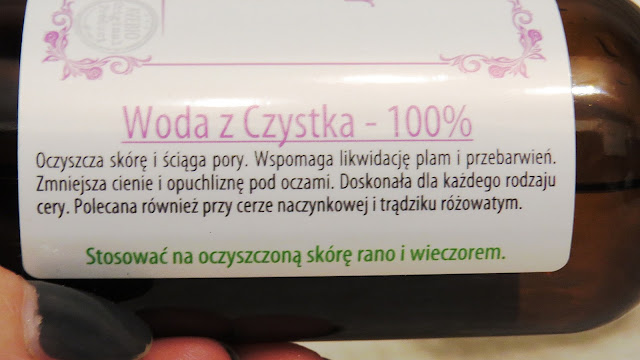 Woda z Czystka - 100%
Oczyszcza skórę i ściąga pory. Wspomaga likwidację plam i przebarwień.
Zmniejsza cienie i opuchliznę pod oczami. Doskonała dla każdego rodzaju
cery. Polecana również przy cerze naczynkowej i trądziku różowatym.
Stosować na oczyszczoną skórę rano i wieczorem.